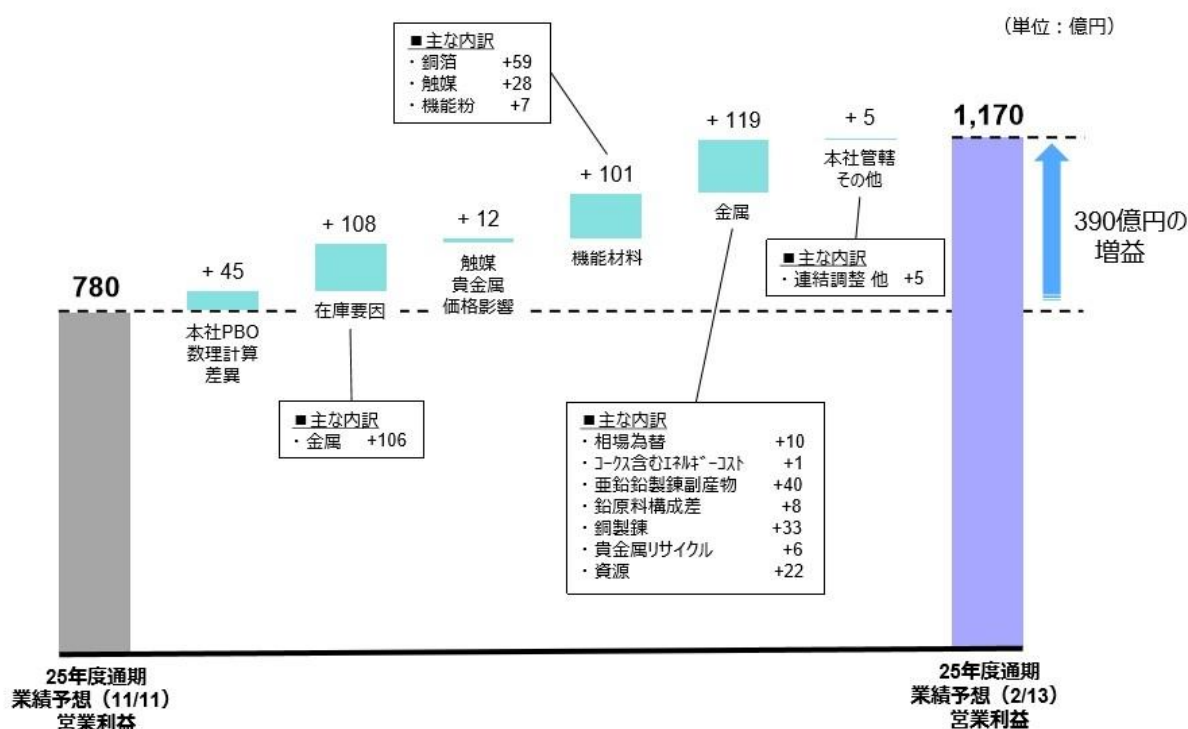 （単位：億円）
■主な内訳
・銅箔 +59
・触媒 +28
・機能粉 +7
780
+ 45
本社PBO
数理計算
差異
+ 108
在庫要因
■主な内訳
・金属 +106
+ 12
触媒
貴金属
価格影響
+ 101
機能材料
+ 119
金属
■主な内訳
・相場為替 +10
・ｺｰｸｽ含むｴﾈﾙｷﾞｰｺｽﾄ +1
・亜鉛鉛製錬副産物 +40
・鉛原料構成差 +8
・銅製錬 +33
・貴金属リサイクル +6
・資源 +22
+ 5
本社管轄
その他
■主な内訳
・連結調整 他 +5
1,170
390億円の
増益
25年度通期
業績予想（11/11）
営業利益
25年度通期
業績予想（2/13）
営業利益